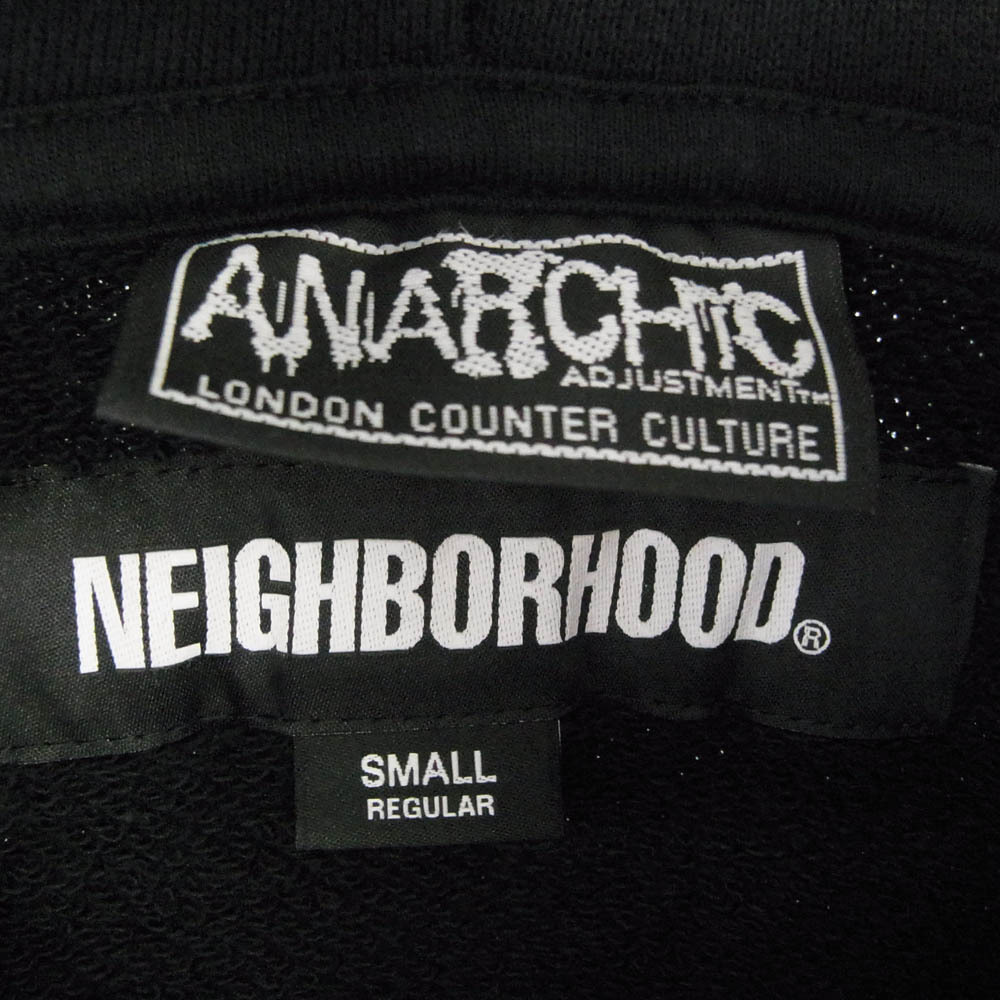 ANARCHIC
ADJUSTMENT™
LONDON COUNTER CULTURE
NEIGHBORHOOD®
SMALL
REGULAR